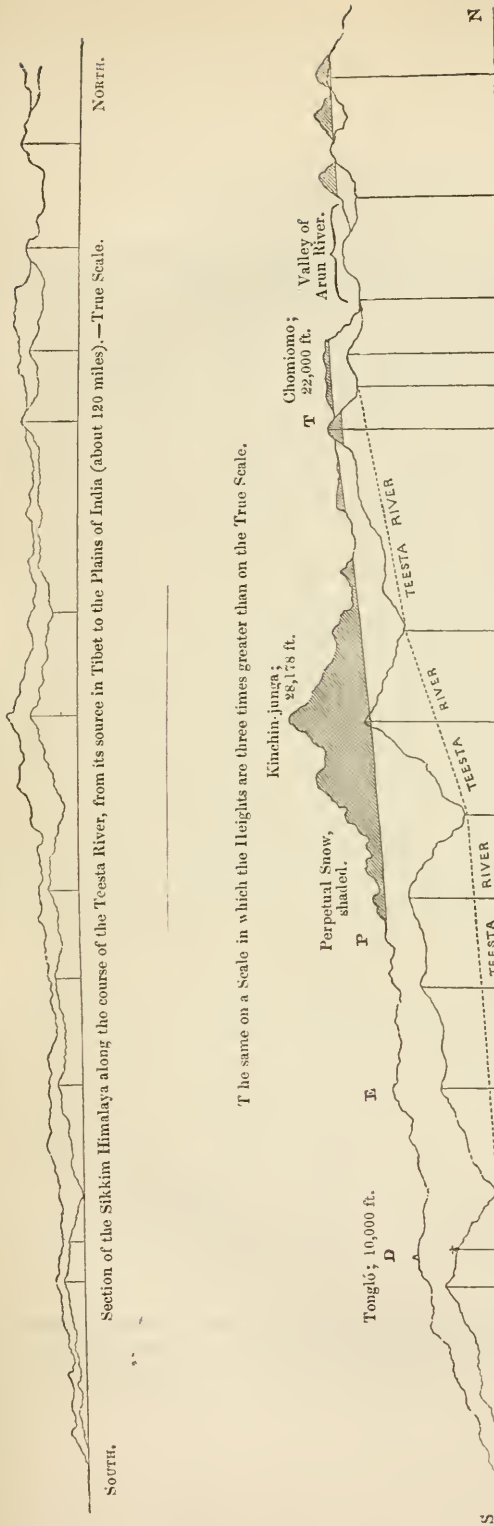 SOUTH.
NORTH.
Section of the Sikkim Himalaya along the course of the Teesta River, from its source in Tibet to the Plains of India (about 120 miles).—True Scale.
The same on a Scale in which the Heights are three times greater than on the True Scale.
Kinchin-junga;
28,178 ft.
Chomiomo;
22,000 ft.
T
Valley of
Arun River.
Perpetual Snow,
shaded.
P
E
Tongló; 10,000 ft.
D
TEESTA RIVER
TEESTA RIVER
TEESTA RIVER
S
N